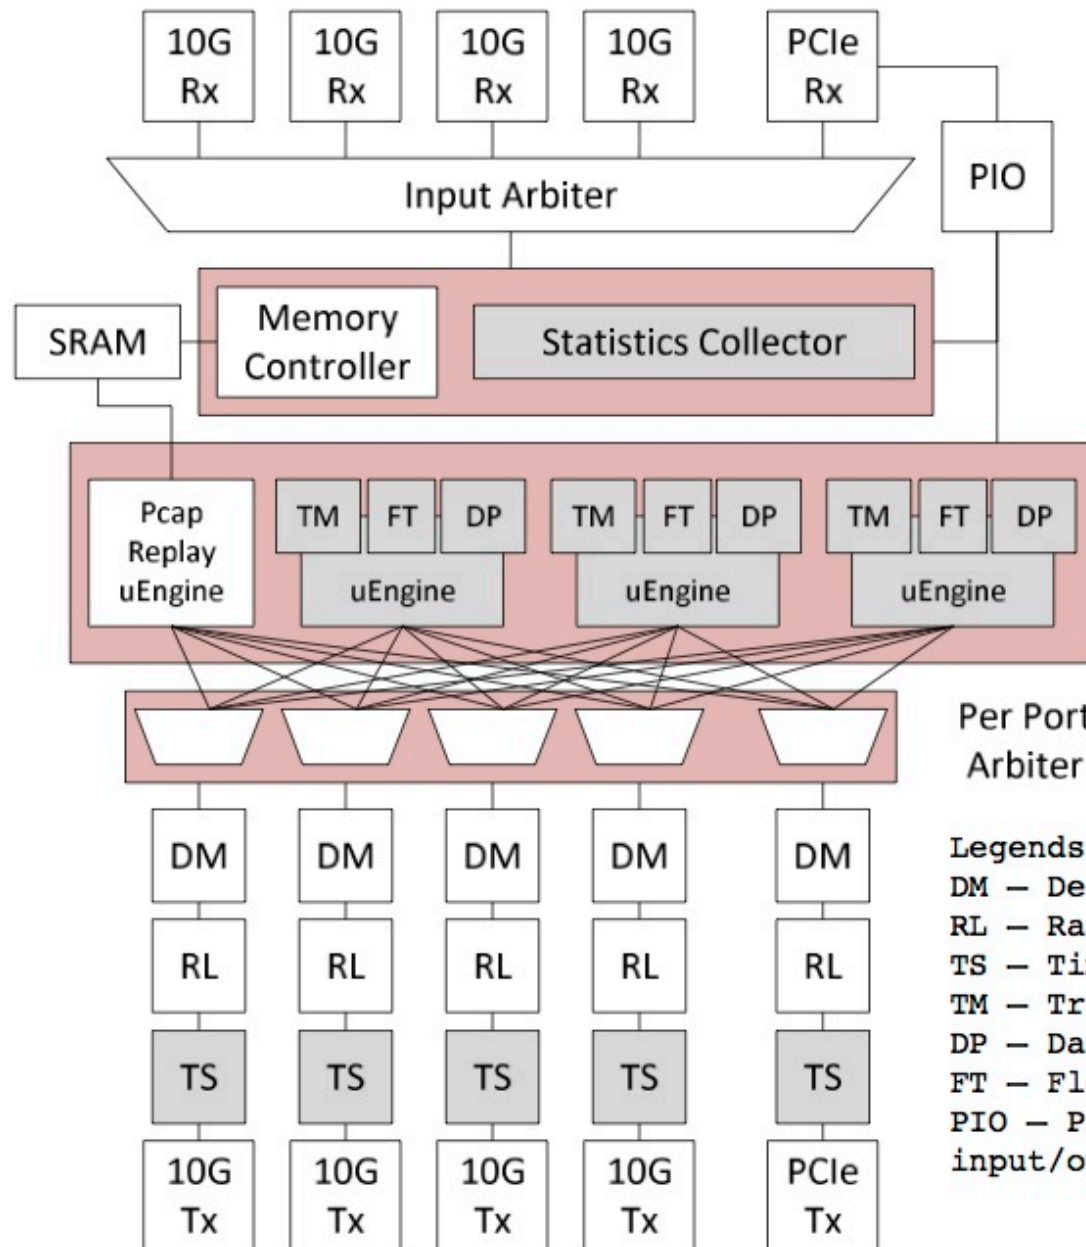 10G
Rx
10G
Rx
10G
Rx
10G
Rx
PCIe
Rx
PIO
Input Arbiter
SRAM
Memory
Controller
Statistics Collector
Pcap
Replay
uEngine
TM
FT
DP
uEngine
TM
FT
DP
uEngine
TM
FT
DP
uEngine
Per Port
Arbiter
DM
DM
DM
DM
DM
RL
RL
RL
RL
RL
TS
TS
TS
TS
TS
10G
Tx
10G
Tx
10G
Tx
10G
Tx
PCIe
Tx
Legends
DM – De
RL – Ra
TS –
TM – Tr
DP – Da
FT – Fl
PIO – P
input/o